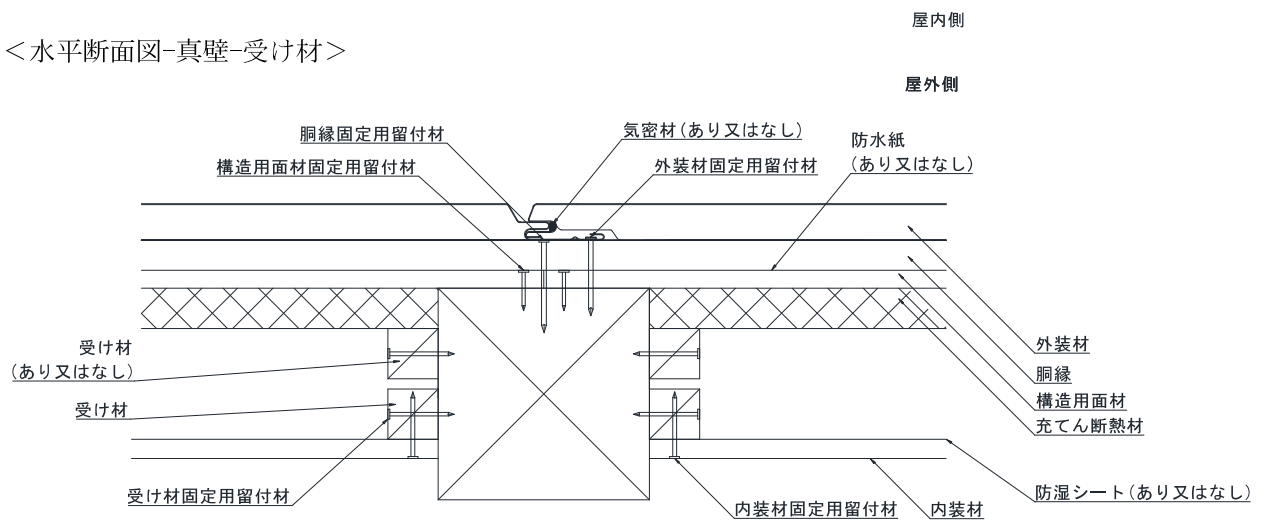 屋内側
＜水平断面図−真壁−受け材＞
屋外側
胴縁固定用留付材
気密材(あり又はなし)
防水紙
(あり又はなし)
構造用面材固定用留付材
外装材固定用留付材
受け材
(あり又はなし)
受け材
外装材
胴縁
構造用面材
充てん断熱材
受け材固定用留付材
内装材固定用留付材
内装材
防湿シート(あり又はなし)